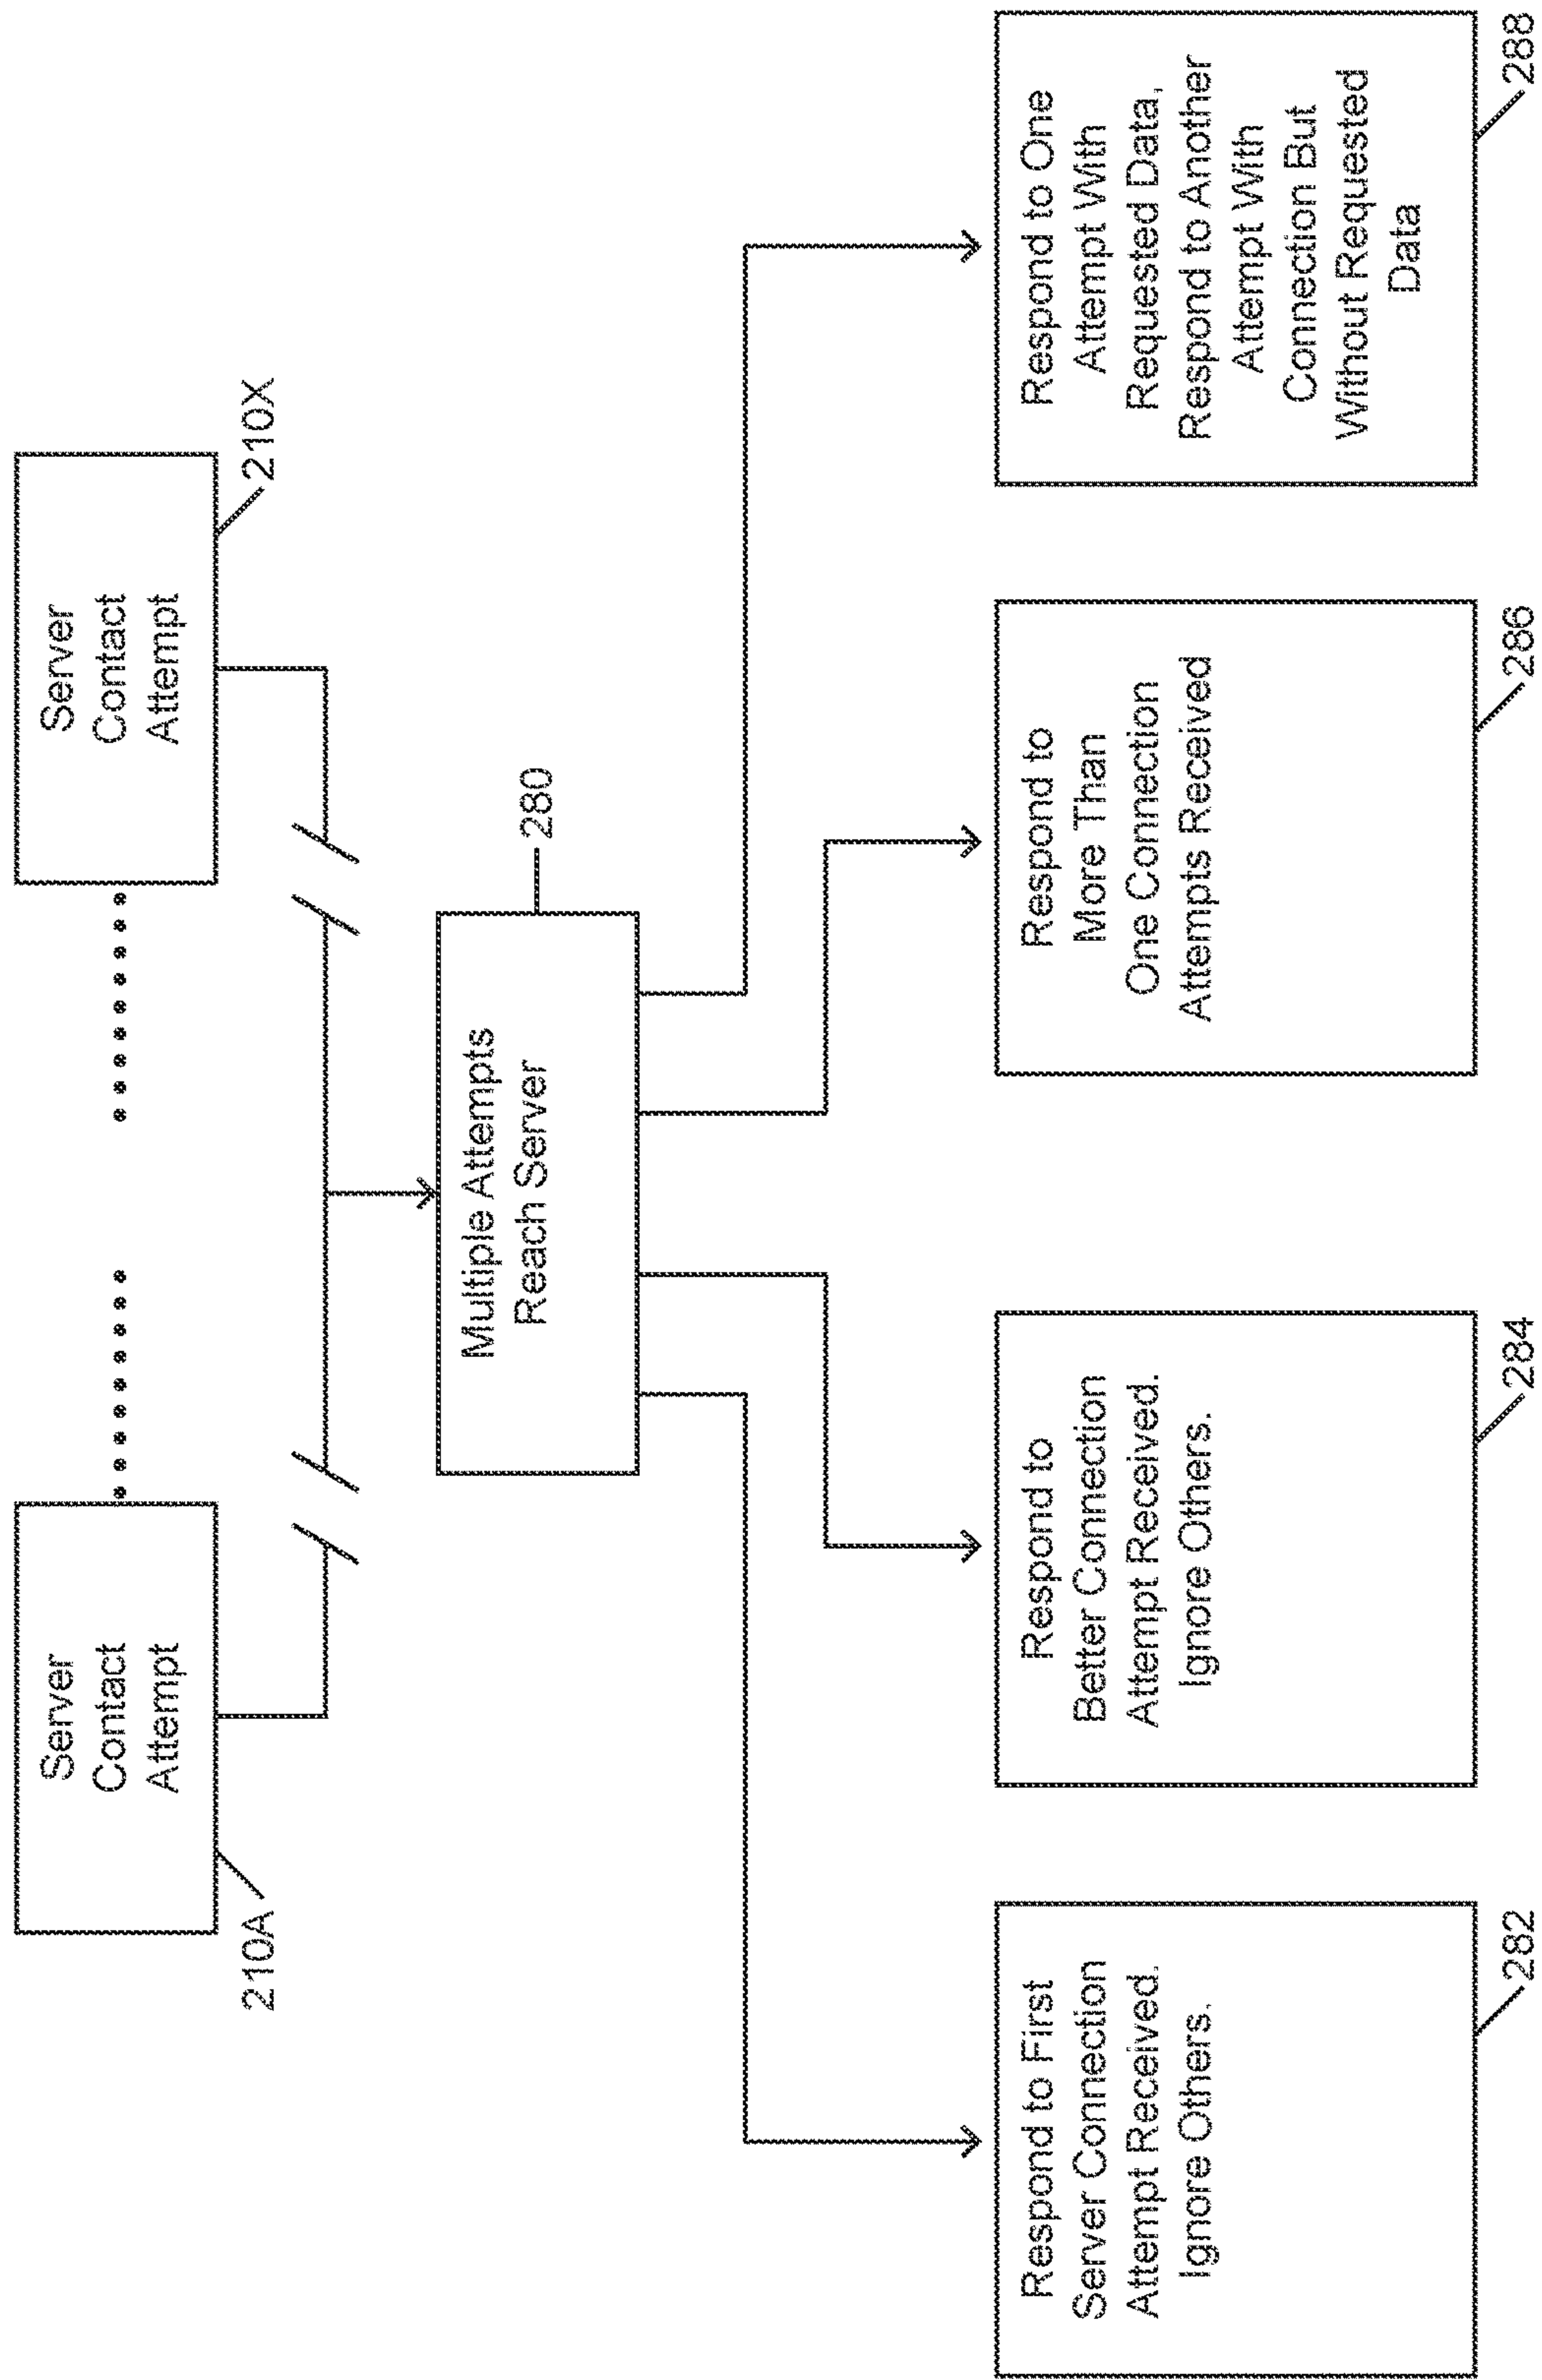 Server
Contact
Attempt
210A
Server
Contact
Attempt
210X
Multiple Attempts
Reach Server
280
Respond to First
Server Connection
Attempt Received.
Ignore Others.
282
Respond to
Better Connection
Attempt Received.
Ignore Others.
284
Respond to
More Than
One Connection
Attempts Received
286
Respond to One
Attempt With
Requested Data,
Respond to Another
Attempt With
Connection But
Without Requested
Data
288